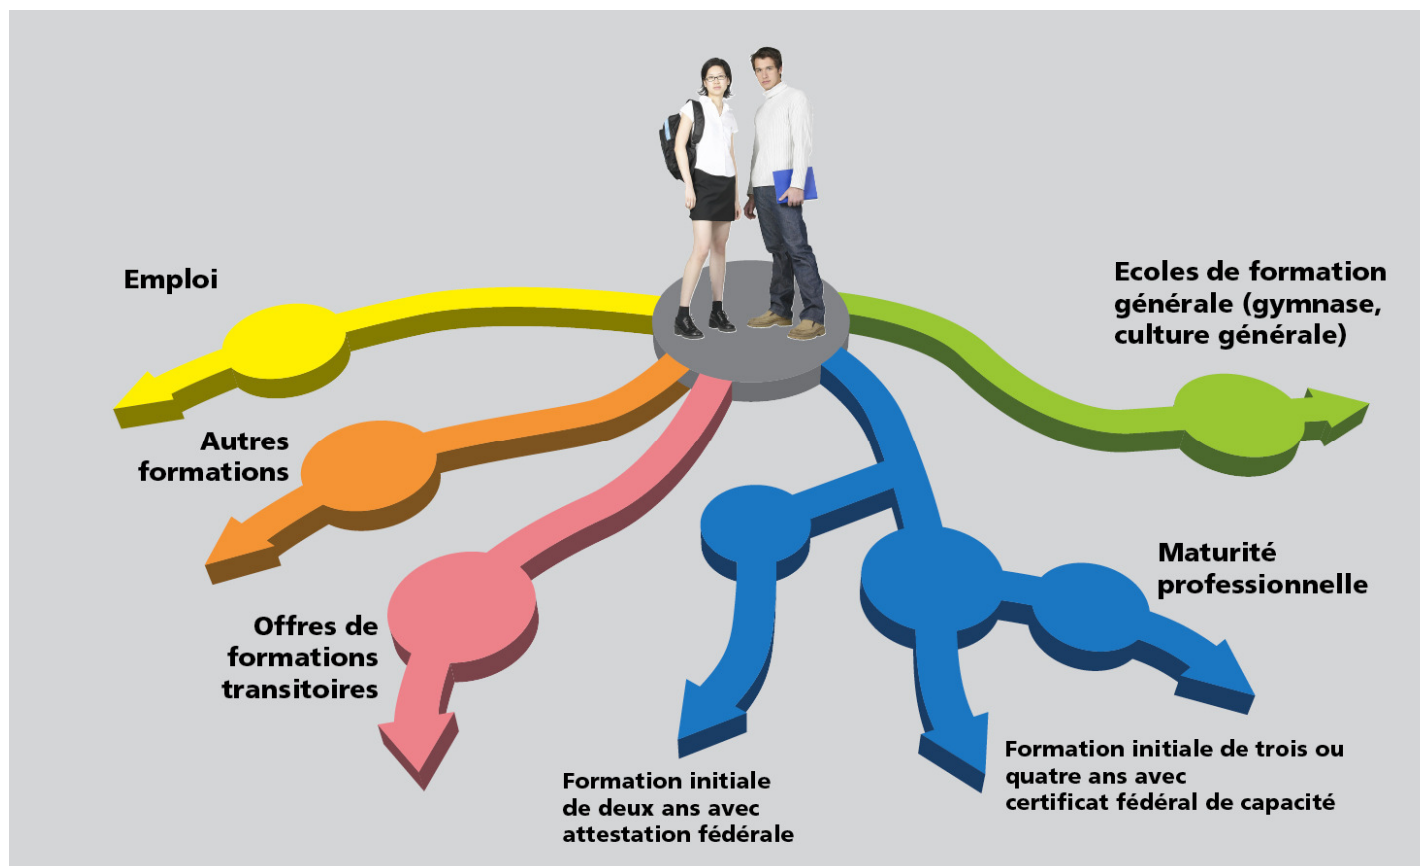 Emploi
Ecoles de formation
générale (gymnase,
culture générale)
Autres
formations
Maturité
professionnelle
Offres de
formations
transitoires
Formation initiale de trois ou
quatre ans avec
certificat fédéral de capacité
Formation initiale
de deux ans avec
attestation fédérale